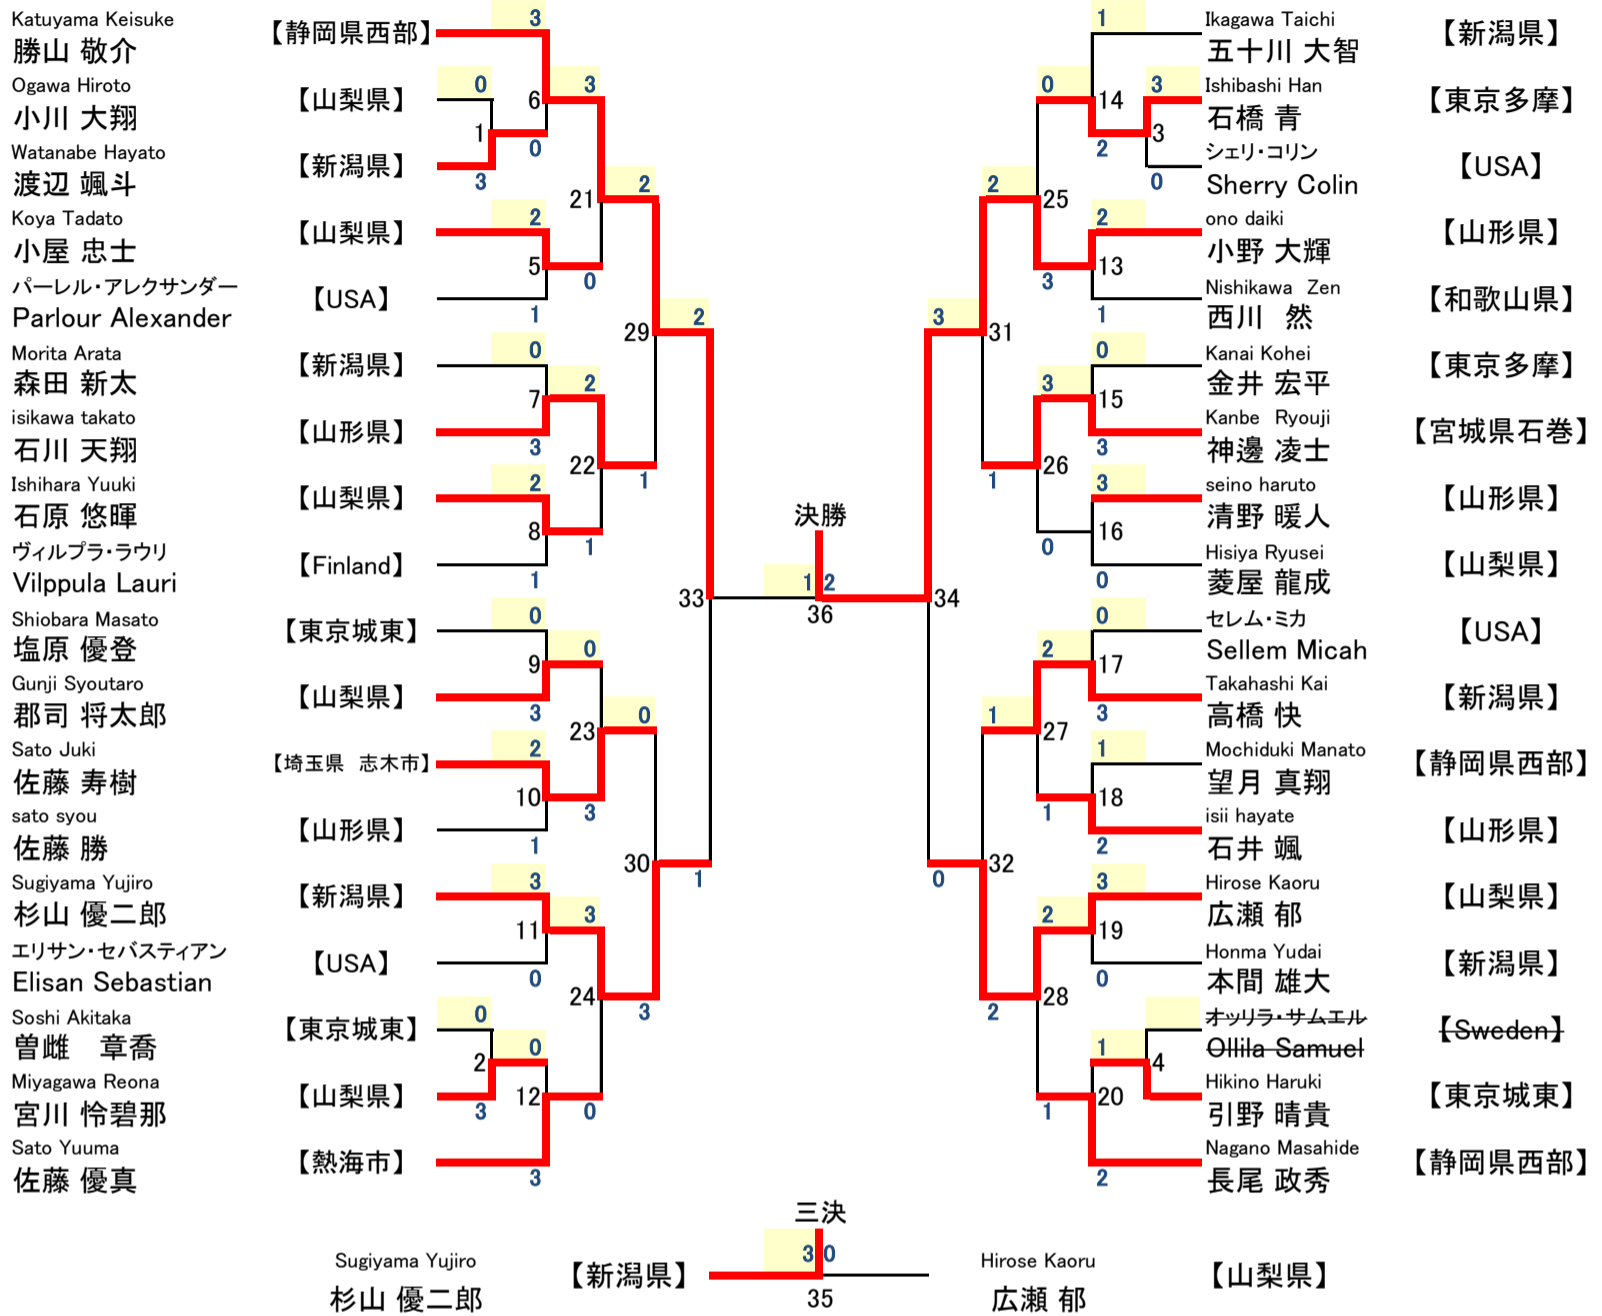 Katuyama Keisuke
勝山 敬介
【静岡県西部】
3
Ogawa Hiroto
小川 大翔
【山梨県】
0
6
3
1
0
Watanabe Hayato
渡辺 颯斗
【新潟県】
3
21
2
Koya Tadato
小屋 忠士
【山梨県】
2
5
0
パーレル・アレクサンダー
Parlour Alexander
【USA】
1
29
2
Morita Arata
森田 新太
【新潟県】
0
7
2
isikawa takato
石川 天翔
【山形県】
3
22
1
Ishihara Yuuki
石原 悠暉
【山梨県】
2
8
1
ヴィルプラ・ラウリ
Vilppula Lauri
【Finland】
1
33
Shiobara Masato
塩原 優登
【東京城東】
0
9
0
Gunji Syoutaro
郡司 将太郎
【山梨県】
3
23
0
Sato Juki
佐藤 寿樹
【埼玉県 志木市】
2
10
3
sato syou
佐藤 勝
【山形県】
1
30
1
Sugiyama Yujiro
杉山 優二郎
【新潟県】
3
11
3
エリサン・セバスティアン
Elisan Sebastian
【USA】
0
24
3
Soshi Akitaka
曽雌 章喬
【東京城東】
0
2
0
Miyagawa Reona
宮川 怜碧那
【山梨県】
3
12
0
Sato Yuuma
佐藤 優真
【熱海市】
3
決勝
1 2
36
1
Ikagawa Taichi
五十川 大智
【新潟県】
0
14
3
Ishibashi Han
石橋 青
【東京多摩】
2
3
シェリ・コリン
Sherry Colin
【USA】
0
2
25
2
ono daiki
小野 大輝
【山形県】
3
13
Nishikawa Zen
西川 然
【和歌山県】
1
3
31
0
Kanai Kohei
金井 宏平
【東京多摩】
3
15
Kanbe Ryouji
神邊 凌士
【宮城県石巻】
3
1
26
3
seino haruto
清野 暖人
【山形県】
0
16
Hisiya Ryusei
菱屋 龍成
【山梨県】
0
34
0
セレム・ミカ
Sellem Micah
【USA】
2
17
Takahashi Kai
高橋 快
【新潟県】
3
1
27
1
Mochiduki Manato
望月 真翔
【静岡県西部】
1
18
isii hayate
石井 颯
【山形県】
2
0
32
3
Hirose Kaoru
広瀬 郁
【山梨県】
2
19
Honma Yudai
本間 雄大
【新潟県】
0
2
28
オッリラ・サムエル
Ollila Samuel
【Sweden】
1
4
Hikino Haruki
引野 晴貴
【東京城東】
1
20
Nagano Masahide
長尾 政秀
【静岡県西部】
2
三決
Sugiyama Yujiro
杉山 優二郎
【新潟県】
3 0
35
Hirose Kaoru
広瀬 郁
【山梨県】